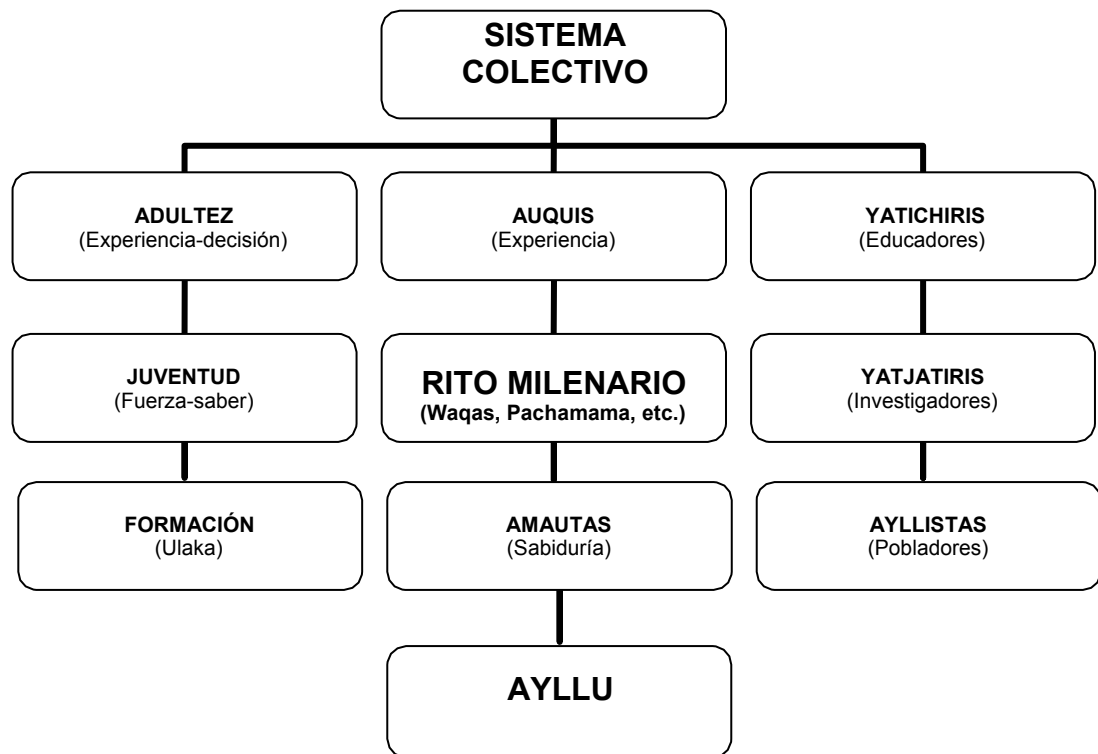 SISTEMA
COLECTIVO
ADULTEZ
(Experiencia-decisión)
AUQUIS
(Experiencia)
YATICHIRIS
(Educadores)
JUVENTUD
(Fuerza-saber)
RITO MILENARIO
(Waqas, Pachamama, etc.)
YATJATIRIS
(Investigadores)
FORMACIÓN
(Ulaka)
AMAUTAS
(Sabiduría)
AYLLISTAS
(Pobladores)
AYLLU